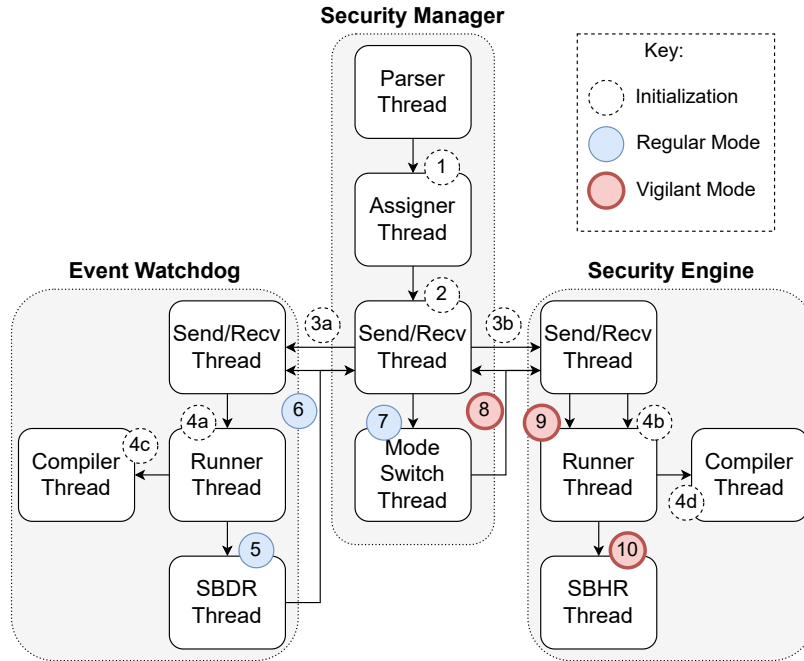 Security Manager
Parser
Thread
1
Assigner
Thread
2
Send/Recv
Thread
7
Mode
Switch
Thread
Key:
Initialization
Regular Mode
Vigilant Mode
Event Watchdog
Send/Recv
Thread
3a
6
4a
Runner
Thread
4c
Compiler
Thread
5
SBDR
Thread
Security Engine
3b
8
Send/Recv
Thread
9
4b
Runner
Thread
Compiler
Thread
4d
10
SBHR
Thread